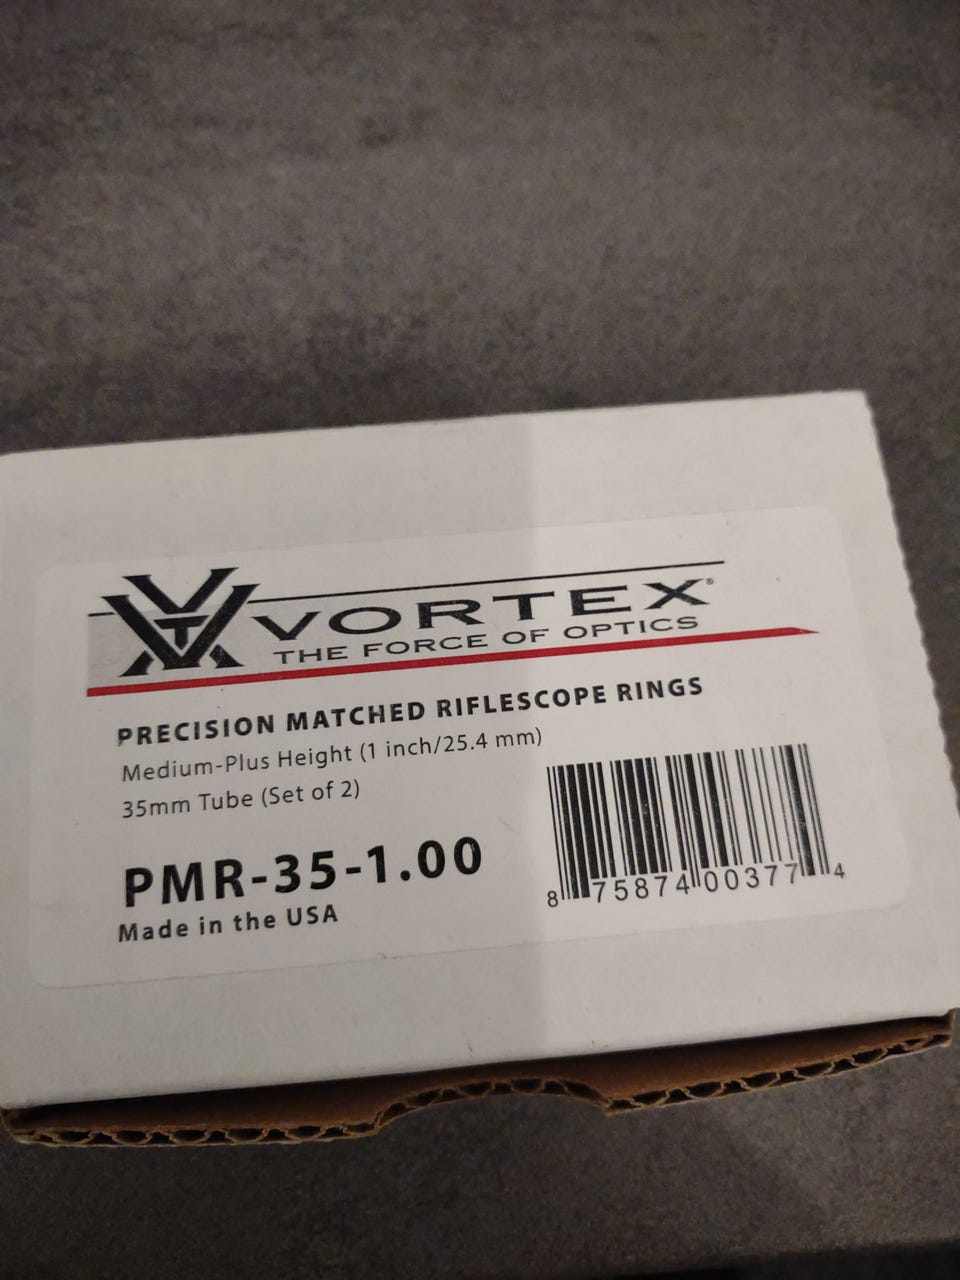 VORTEX®
THE FORCE OF OPTICS
PRECISION MATCHED RIFLESCOPE RINGS
Medium-Plus Height (1 inch/25.4 mm)
35mm Tube (Set of 2)
PMR-35-1.00
Made in the USA
8 75874 00377 4